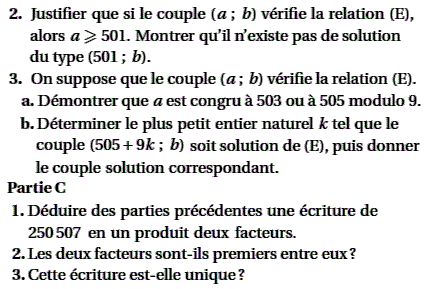 2. Justifier que si le couple (a ; b) vérifie la relation (E),
alors a ⩾ 501. Montrer qu'il n'existe pas de solution
du type (501 ; b).
3. On suppose que le couple (a ; b) vérifie la relation (E).
a. Démontrer que a est congru à 503 ou à 505 modulo 9.
b. Déterminer le plus petit entier naturel k tel que le
couple (505 + 9k ; b) soit solution de (E), puis donner
le couple solution correspondant.
Partie C
1. Déduire des parties précédentes une écriture de
250 507 en un produit deux facteurs.
2. Les deux facteurs sont-ils premiers entre eux ?
3. Cette écriture est-elle unique ?